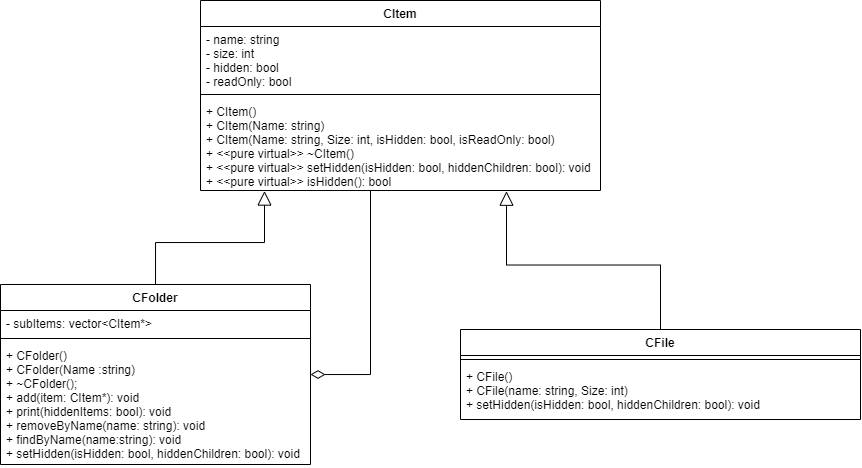 CItem
- name: string
- size: int
- hidden: bool
- readOnly: bool
+ CItem()
+ CItem(Name: string)
+ CItem(Name: string, Size: int, isHidden: bool, isReadOnly: bool)
+ <<pure virtual>> ~CItem()
+ <<pure virtual>> setHidden(isHidden: bool, hiddenChildren: bool): void
+ <<pure virtual>> isHidden(): bool
CFolder
- subItems: vector<CItem*>
+ CFolder()
+ CFolder(Name :string)
+ ~CFolder();
+ add(item: CItem*): void
+ print(hiddenItems: bool): void
+ removeByName(name: string): void
+ findByName(name:string): void
+ setHidden(isHidden: bool, hiddenChildren: bool): void
CFile
+ CFile()
+ CFile(name: string, Size: int)
+ setHidden(isHidden: bool, hiddenChildren: bool): void